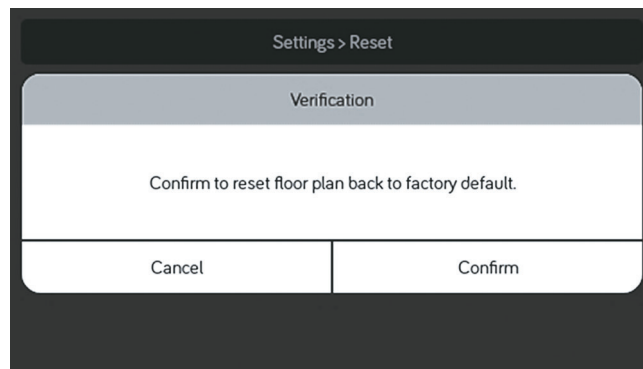 Settings > Reset
Verification
Confirm to reset floor plan back to factory default.
Cancel
Confirm